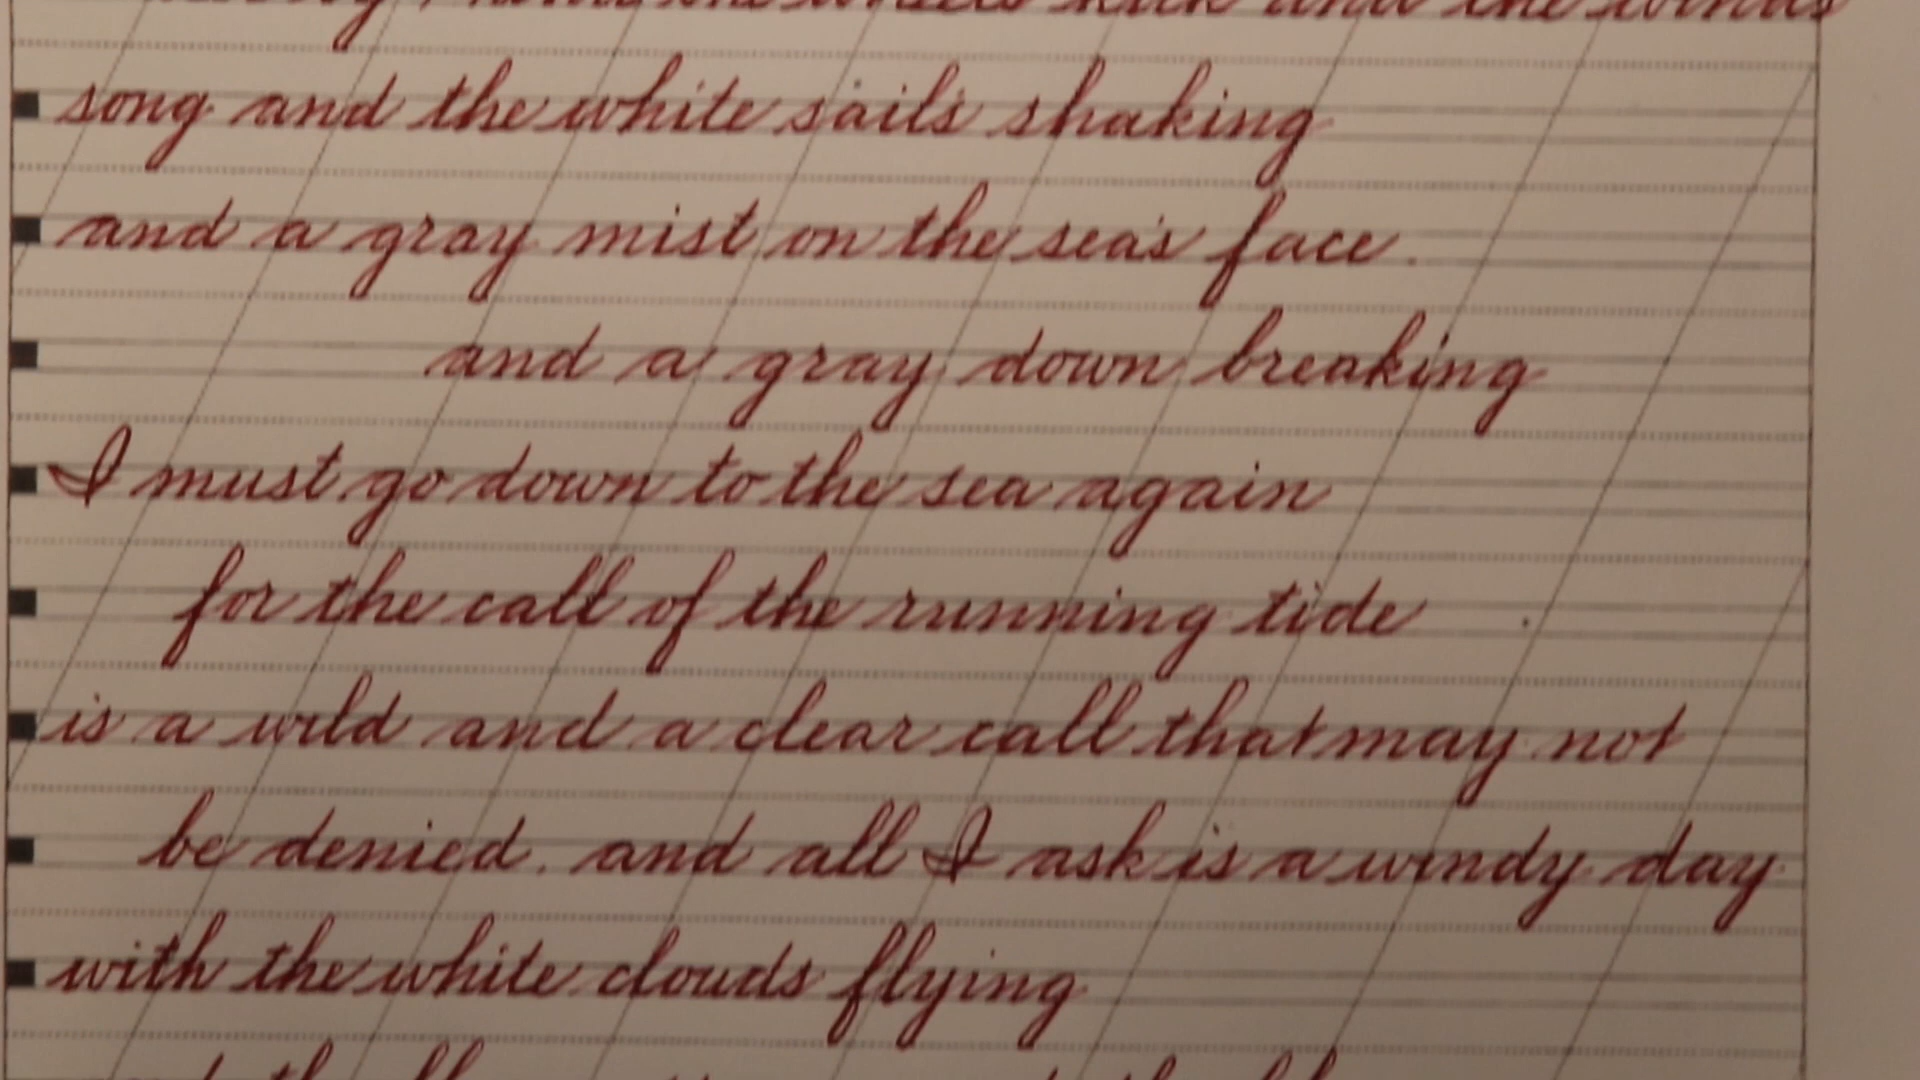 and the
song and the white sails shaking
and a gray mist on the sea's face.
and a gray down breaking
I must go down to the sea again
for the call of the running tide
is a wild and a clear call that may not
be denied. and all I ask is a windy day
with the white clouds flying